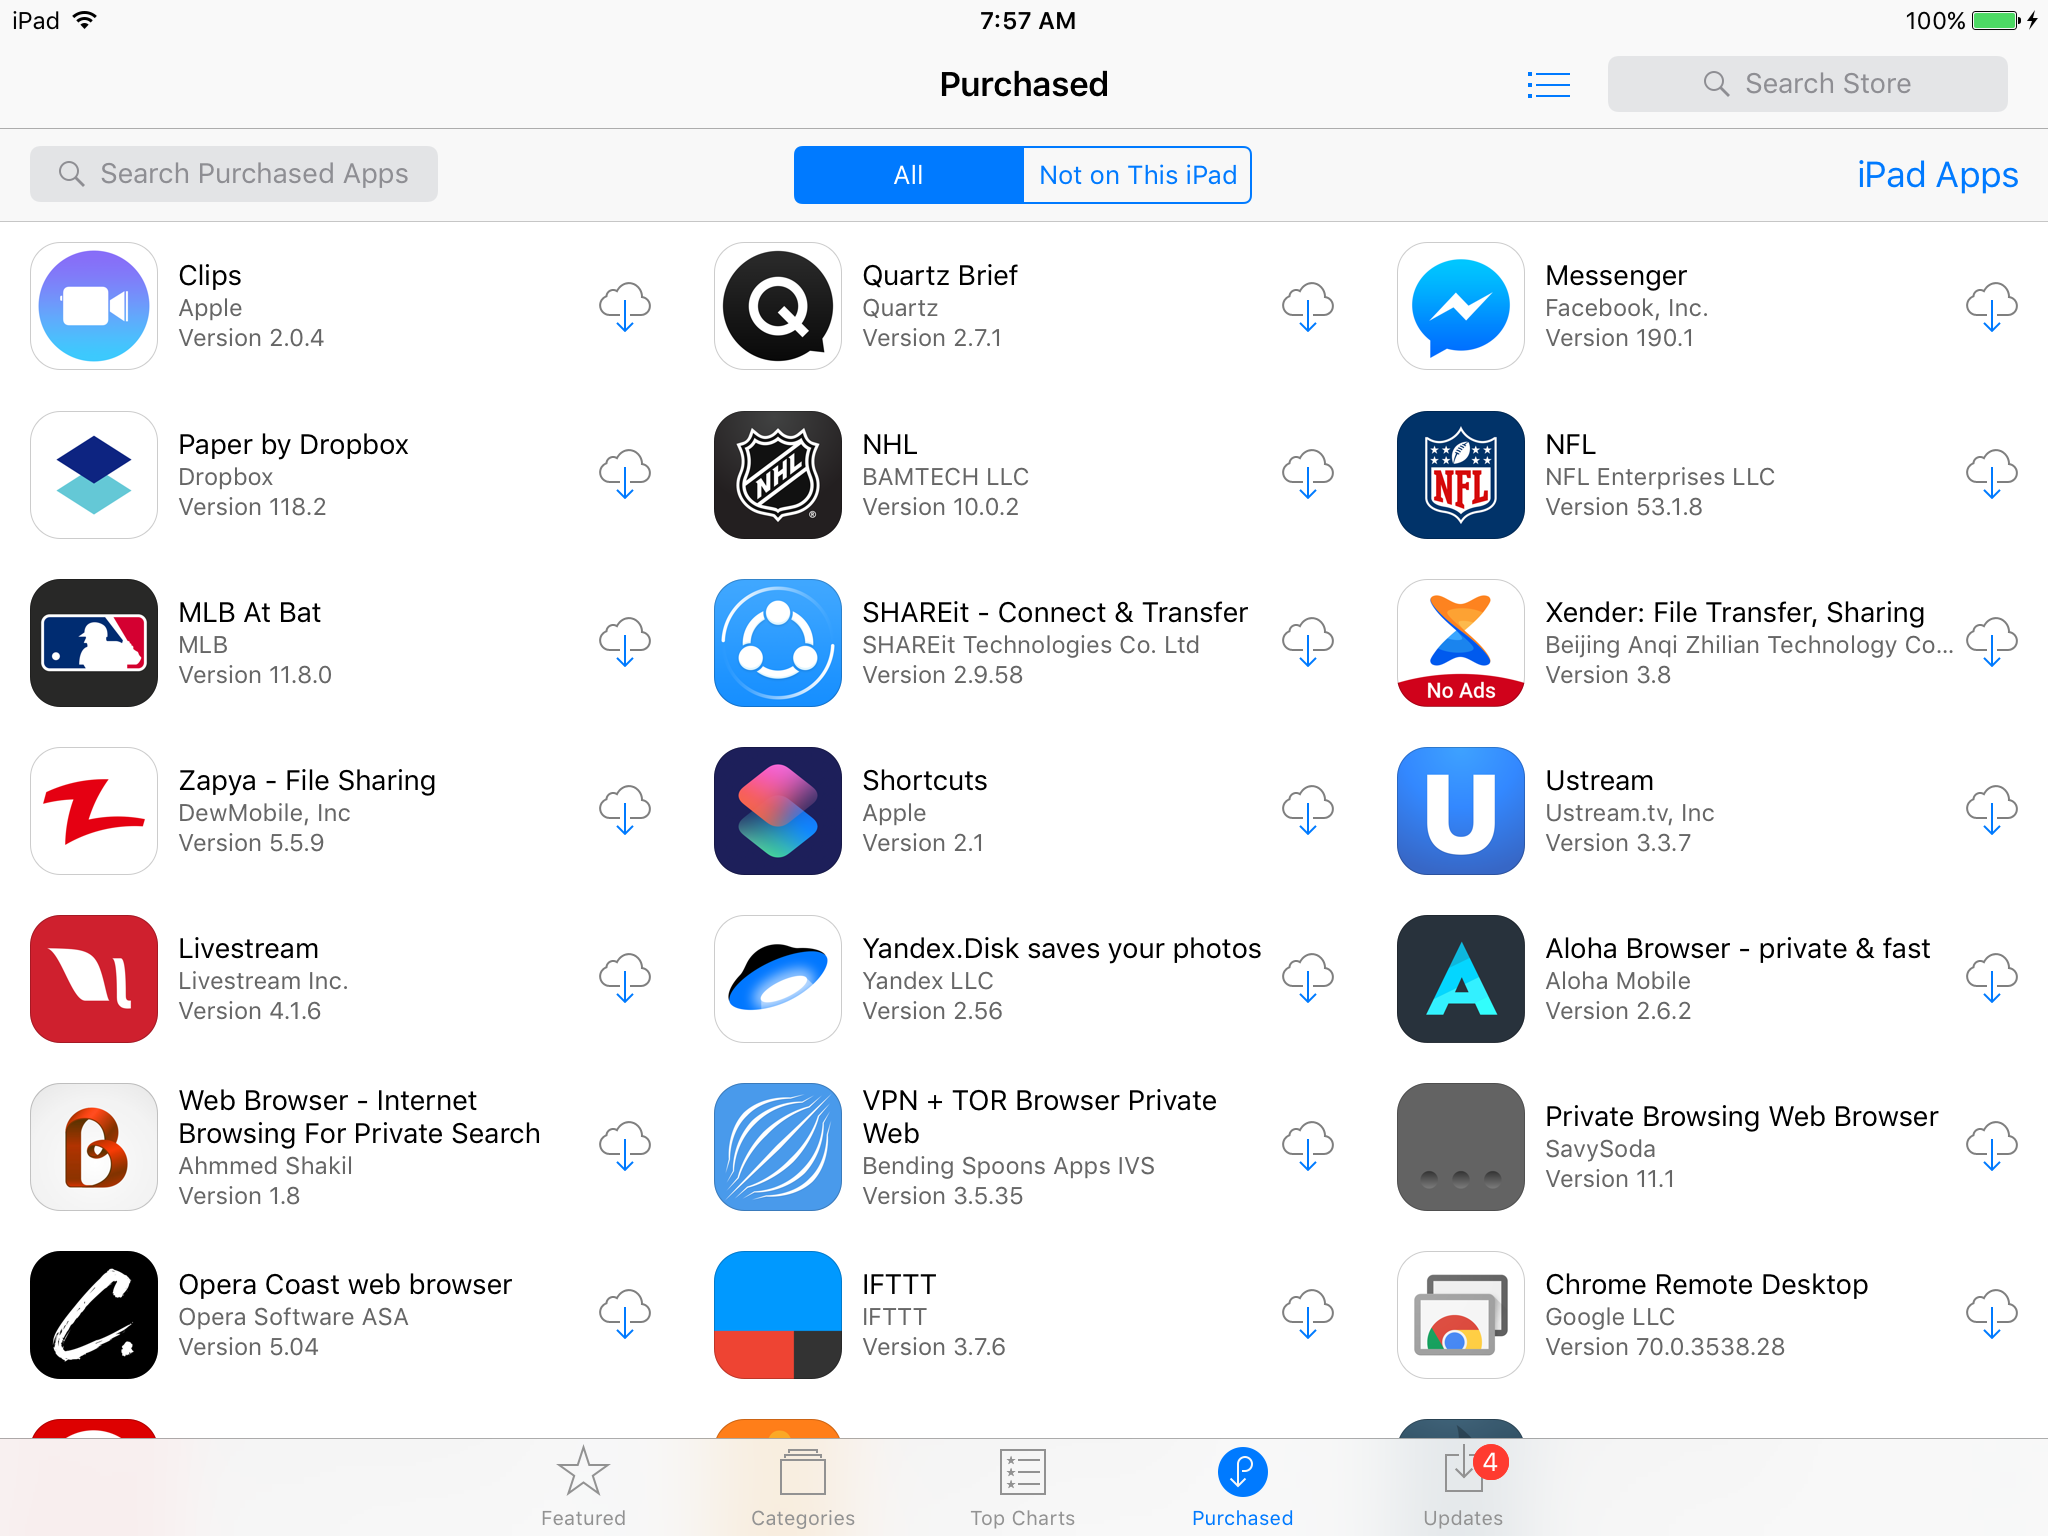 iPad 7:57 AM 100%
Purchased
Search Store
Search Purchased Apps
All
Not on This iPad
iPad Apps
Clips
Apple
Version 2.0.4
Quartz Brief
Quartz
Version 2.7.1
Messenger
Facebook, Inc.
Version 190.1
Paper by Dropbox
Dropbox
Version 118.2
NHL
NHL
BAMTECH LLC
Version 10.0.2
NFL
NFL
NFL Enterprises LLC
Version 53.1.8
MLB At Bat
MLB
Version 11.8.0
SHAREit - Connect & Transfer
SHAREit Technologies Co. Ltd
Version 2.9.58
No Ads
Xender: File Transfer, Sharing
Beijing Anqi Zhilian Technology Co...
Version 3.8
Zapya - File Sharing
DewMobile, Inc
Version 5.5.9
Shortcuts
Apple
Version 2.1
U
Ustream
Ustream.tv, Inc
Version 3.3.7
Livestream
Livestream Inc.
Version 4.1.6
Yandex.Disk saves your photos
Yandex LLC
Version 2.56
Aloha Browser - private & fast
Aloha Mobile
Version 2.6.2
Web Browser - Internet
Browsing For Private Search
Ahmmed Shakil
Version 1.8
VPN + TOR Browser Private
Web
Bending Spoons Apps IVS
Version 3.5.35
Private Browsing Web Browser
SavySoda
Version 11.1
Opera Coast web browser
Opera Software ASA
Version 5.04
IFTTT
IFTTT
Version 3.7.6
Chrome Remote Desktop
Google LLC
Version 70.0.3538.28
Featured
Categories
Top Charts
Purchased
4
Updates